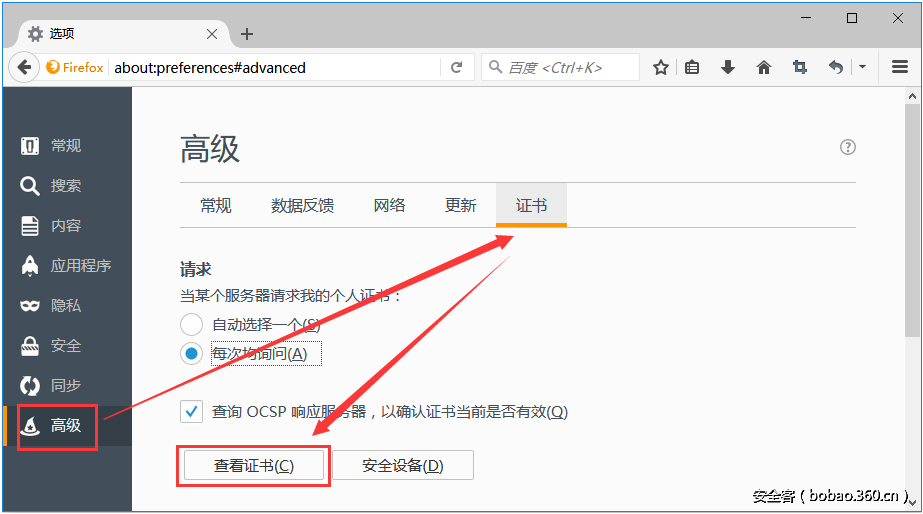 选项
Firefox about:preferences#advanced 百度 <Ctrl+K>
常规
搜索
内容
应用程序
隐私
安全
同步
高级
高级
常规 数据反馈 网络 更新 证书
请求
当某个服务器请求我的个人证书：
自动选择一个(S)
每次均询问(A)
查询 OCSP 响应服务器，以确认证书当前是否有效(Q)
查看证书(C) 安全设备(D)
安全客（bobao.360.cn）